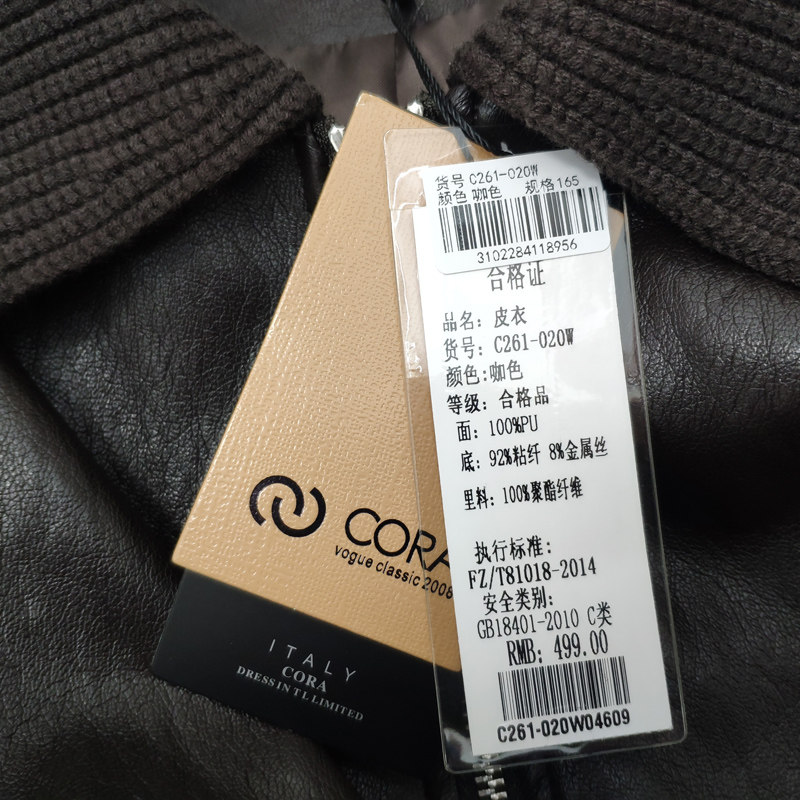 货号 C261-020W
颜色 咖色 规格165
3102284118956
合格证
品名: 皮衣
货号: C261-020W
颜色:咖色
等级: 合格品
面: 100%PU
底: 92%粘纤 8%金属丝
里料: 100%聚酯纤维
执行标准:
FZ/T81018-2014
安全类别:
GB18401-2010 C类
RMB: 499.00
C261-020W04609
CORA
vogue classic 2008
ITALY
CORA
DRESS IN TL LIMITED